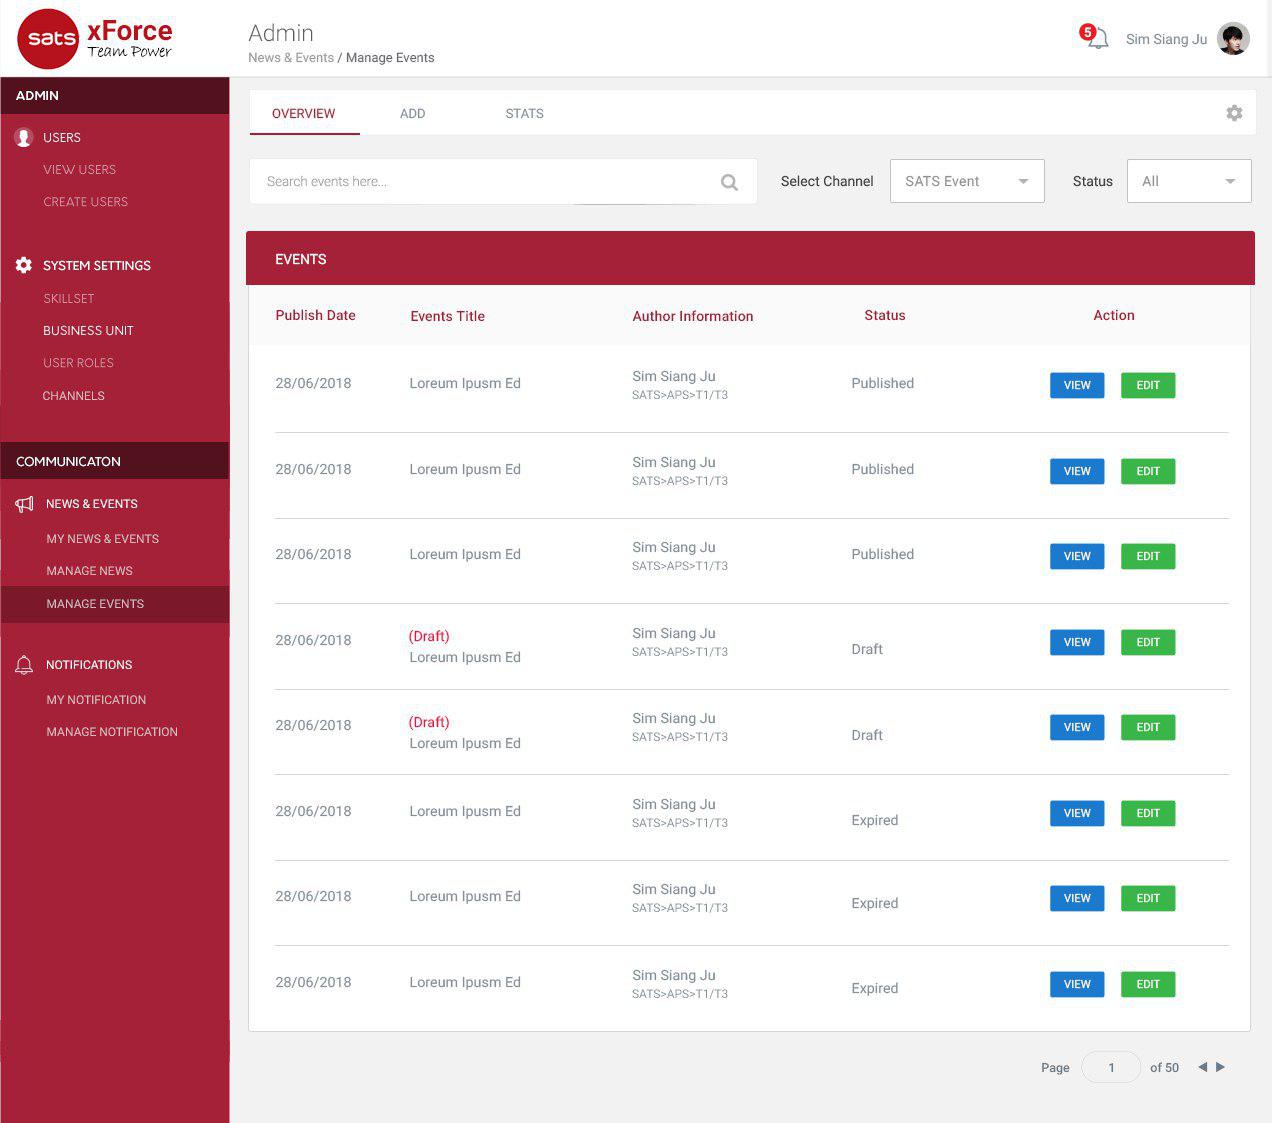 sats xForce
Team Power
Admin
News & Events / Manage Events
5
Sim Siang Ju
ADMIN
USERS
VIEW USERS
CREATE USERS
SYSTEM SETTINGS
SKILLSET
BUSINESS UNIT
USER ROLES
CHANNELS
COMMUNICATON
NEWS & EVENTS
MY NEWS & EVENTS
MANAGE NEWS
MANAGE EVENTS
NOTIFICATIONS
MY NOTIFICATION
MANAGE NOTIFICATION
OVERVIEW ADD STATS
Search events here... Select Channel SATS Event Status All
EVENTS
Publish Date Events Title Author Information Status Action
28/06/2018 Loreum Ipusm Ed Sim Siang Ju Published VIEW EDIT
SATS>APS>T1/T3
28/06/2018 Loreum Ipusm Ed Sim Siang Ju Published VIEW EDIT
SATS>APS>T1/T3
28/06/2018 Loreum Ipusm Ed Sim Siang Ju Published VIEW EDIT
SATS>APS>T1/T3
28/06/2018 (Draft) Sim Siang Ju VIEW EDIT
Loreum Ipusm Ed SATS>APS>T1/T3 Draft
28/06/2018 (Draft) Sim Siang Ju VIEW EDIT
Loreum Ipusm Ed SATS>APS>T1/T3 Draft
28/06/2018 Loreum Ipusm Ed Sim Siang Ju VIEW EDIT
SATS>APS>T1/T3 Expired
28/06/2018 Loreum Ipusm Ed Sim Siang Ju VIEW EDIT
SATS>APS>T1/T3 Expired
28/06/2018 Loreum Ipusm Ed Sim Siang Ju VIEW EDIT
SATS>APS>T1/T3 Expired
Page 1 of 50